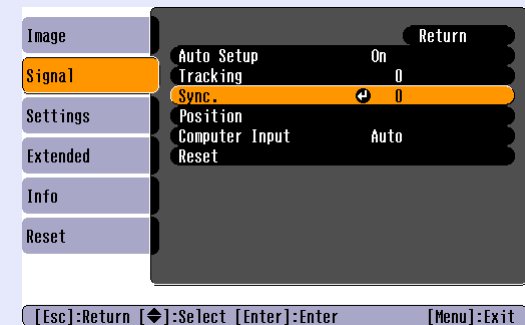 Image
Signal
Settings
Extended
Info
Reset
Return
Auto Setup On
Tracking 0
Sync. 0
Position
Computer Input Auto
Reset
[Esc]:Return [◆]:Select [Enter]:Enter [Menu]:Exit